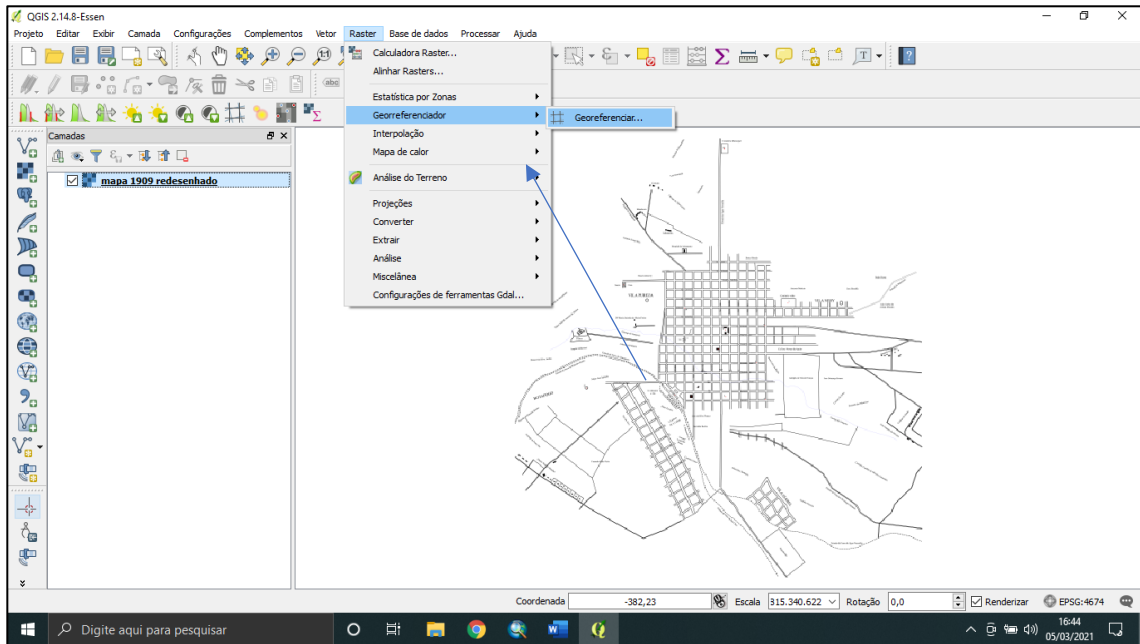 QGIS 2.14.8-Essen
Projeto Editar Exibir Camada Configurações Complementos Vetor Raster Base de dados Processar Ajuda
Calculadora Raster...
Alinhar Rasters...
Estatística por Zonas
Georreferenciador
Georeferenciar...
Interpolação
Mapa de calor
Análise do Terreno
Projeções
Converter
Extrair
Análise
Miscelânea
Configurações de ferramentas Gdal...
abc
Camadas
mapa 1909 redesenhado
Coordenada -382,23 Escala 315.340.622 Rotação 0,0 Renderizar EPSG:4674
Digite aqui para pesquisar
16:44
05/03/2021